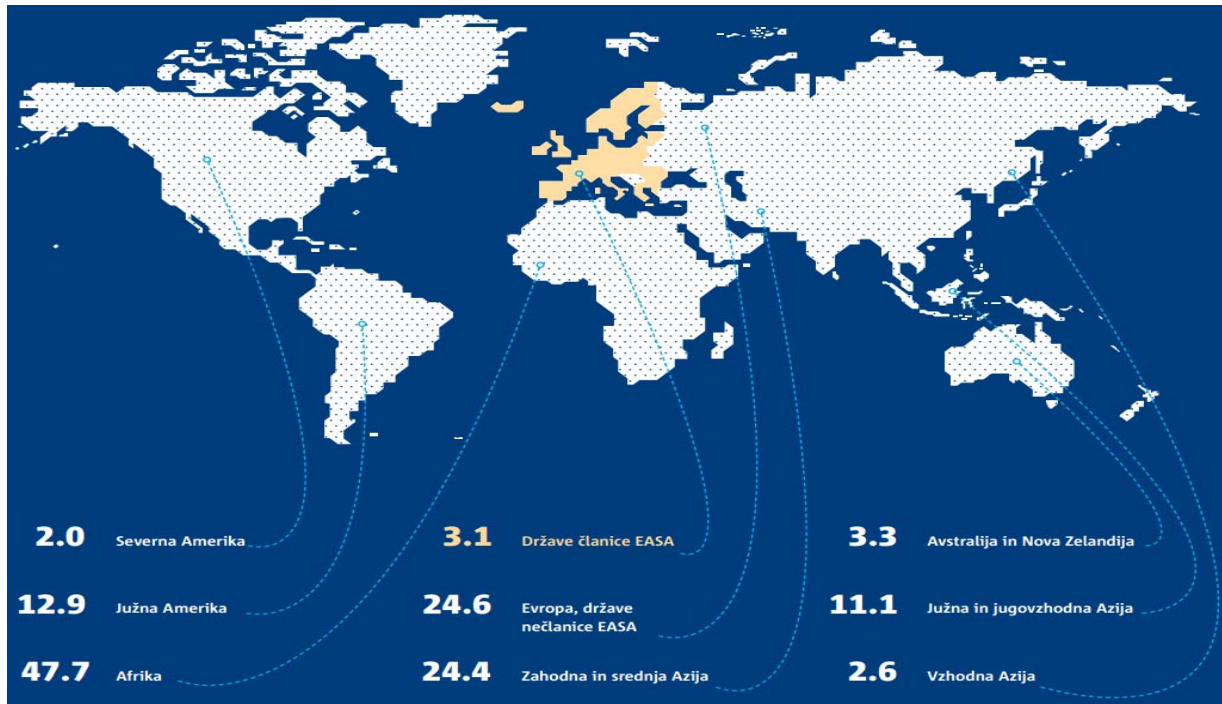 2.0 Severna Amerika
3.1 Države članice EASA
3.3 Avstralija in Nova Zelandija
12.9 Južna Amerika
24.6 Evropa, države
nečlanice EASA
11.1 Južna in jugovzhodna Azija
47.7 Afrika
24.4 Zahodna in srednja Azija
2.6 Vzhodna Azija